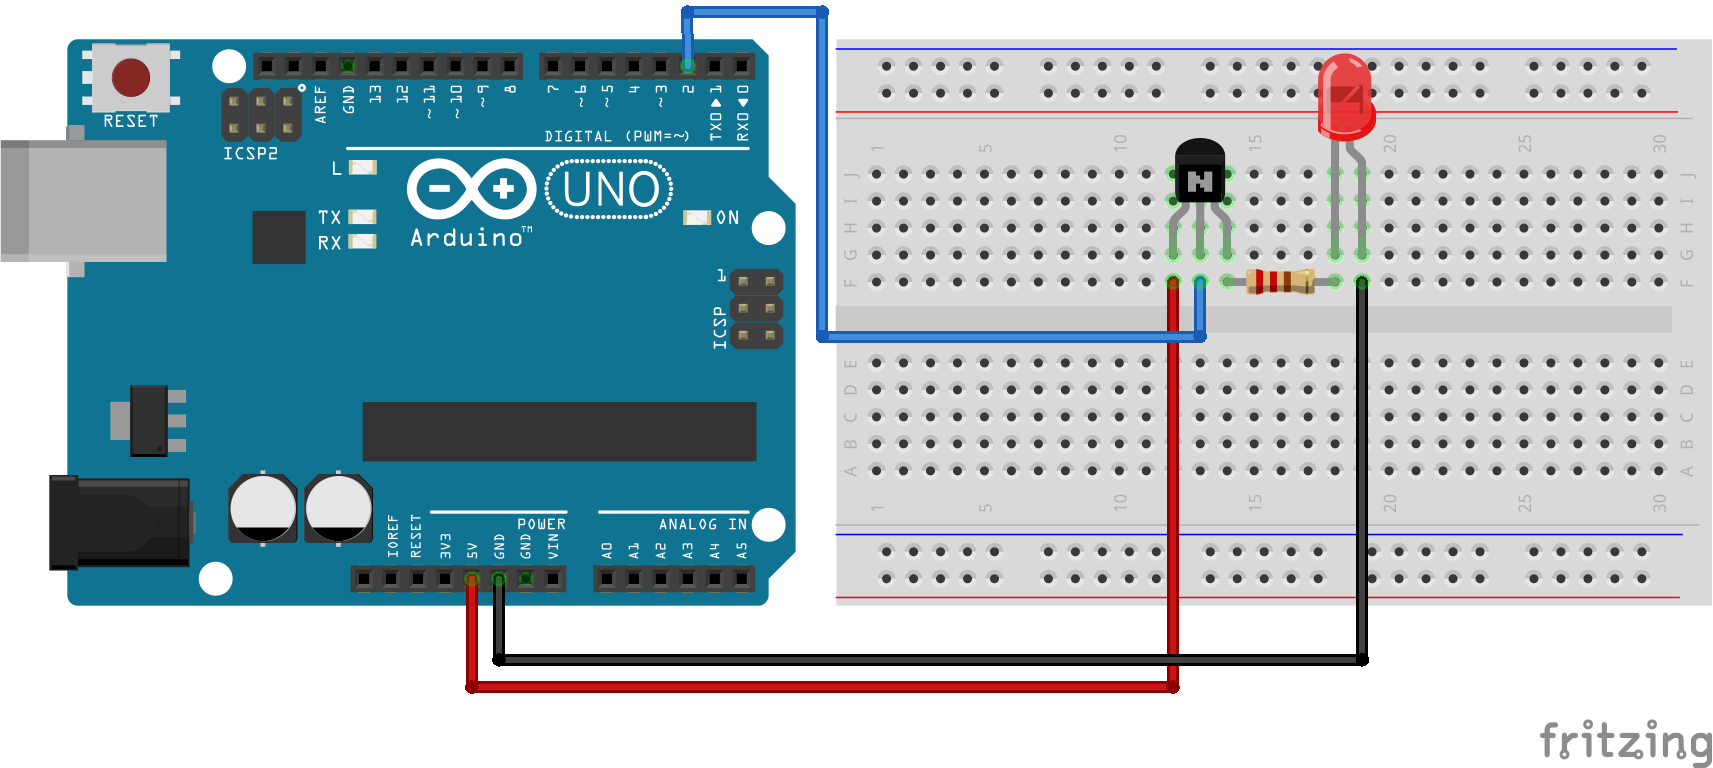 RESET
ICSP2
AREF
GND
13
12
~11
~10
~9
8
7
~6
~5
4
~3
2
TX0 ▶ 1
RX0 ◀ 0
DIGITAL (PWM=~)
L
TX
RX
UNO
Arduino™
ON
1
ICSP
IOREF
RESET
3V3
5V
GND
GND
VIN
POWER
A0
A1
A2
A3
A4
A5
ANALOG IN
N
1 5 10 15 20 25 30
J J
I I
H H
G G
F F
E E
D D
C C
B B
A A
1 5 10 15 20 25 30
fritzing